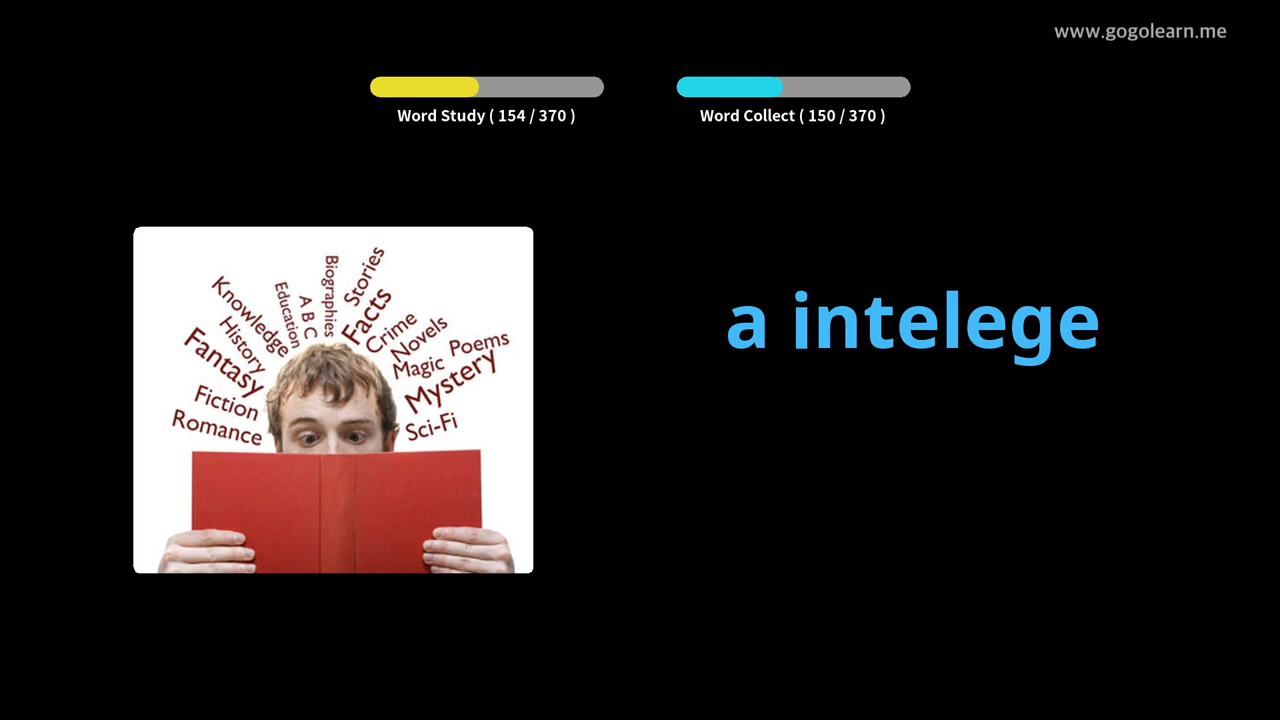 www.gogolearn.me
Word Study ( 154 / 370 )
Word Collect ( 150 / 370 )
a intelege
Knowledge
History
Fantasy
Fiction
Romance
Education
A B C
Biographies
Stories
Facts
Crime
Novels
Magic
Poems
Mystery
Sci-Fi